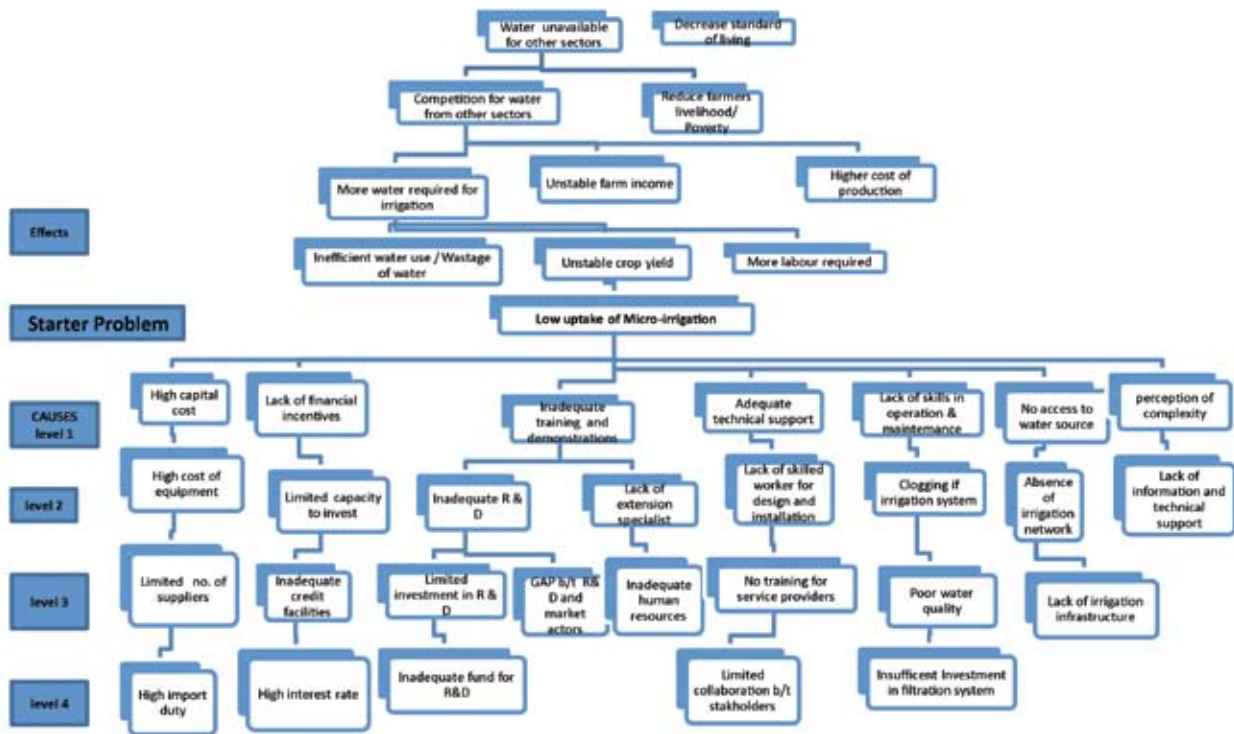 Water unavailable
for other sectors
Decrease standard
of living
Competition for water
from other sectors
Reduce farmers
livelihood/
Poverty
More water required for
irrigation
Unstable farm income
Higher cost of
production
Effects
Inefficient water use / Wastage
of water
Unstable crop yield
More labour required
Starter Problem
Low uptake of Micro-irrigation
CAUSES
level 1
High capital
cost
Lack of financial
incentives
Inadequate
training and
demonstrations
Adequate
technical support
Lack of skills in
operation &
maintenance
No access to
water source
perception of
complexity
level 2
High cost of
equipment
Limited capacity
to invest
Inadequate R &
D
Lack of
extension
specialist
Lack of skilled
worker for
design and
installation
Clogging if
irrigation system
Absence
of
irrigation
network
Lack of
information and
technical support
level 3
Limited no. of
suppliers
Inadequate
credit
facilities
Limited
investment in R &
D
GAP b/t R&
D and
market
actors
Inadequate
human
resources
No training for
service providers
Poor water
quality
Lack of irrigation
infrastructure
level 4
High import
duty
High interest rate
Inadequate fund for
R&D
Limited
collaboration b/t
stakholders
Insufficent Investment
in filtration system